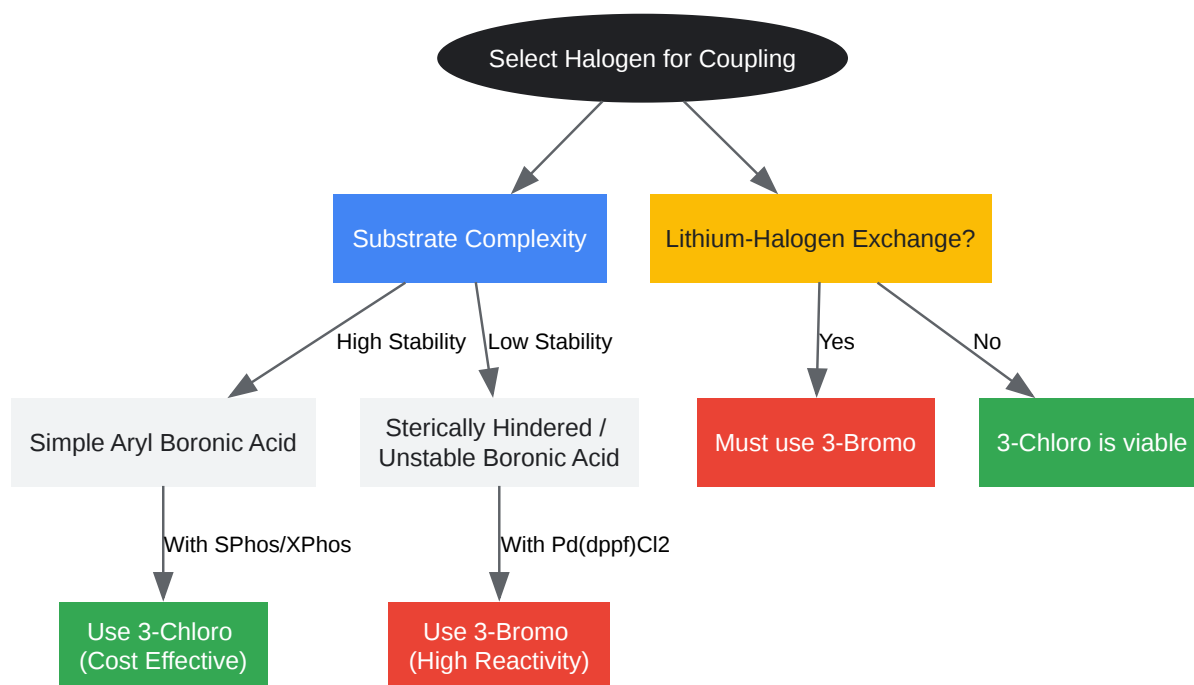 Select Halogen for Coupling
Substrate Complexity
Lithium-Halogen Exchange?
High Stability
Low Stability
Yes
No
Simple Aryl Boronic Acid
Sterically Hindered /
Unstable Boronic Acid
Must use 3-Bromo
3-Chloro is viable
With SPhos/XPhos
With Pd(dppf)Cl2
Use 3-Chloro
(Cost Effective)
Use 3-Bromo
(High Reactivity)